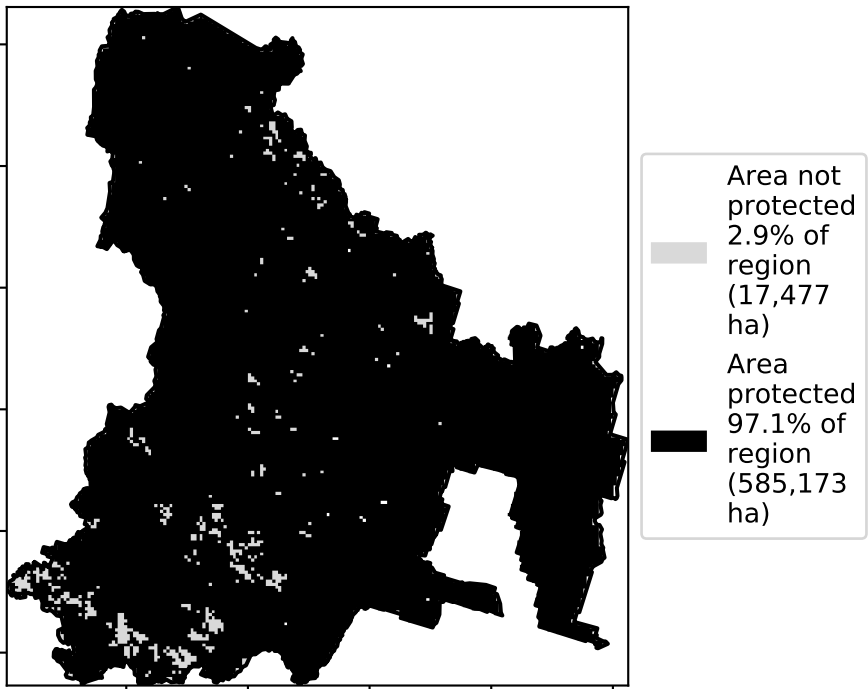 Area not
protected
2.9% of
region
(17,477
ha)
Area
protected
97.1% of
region
(585,173
ha)